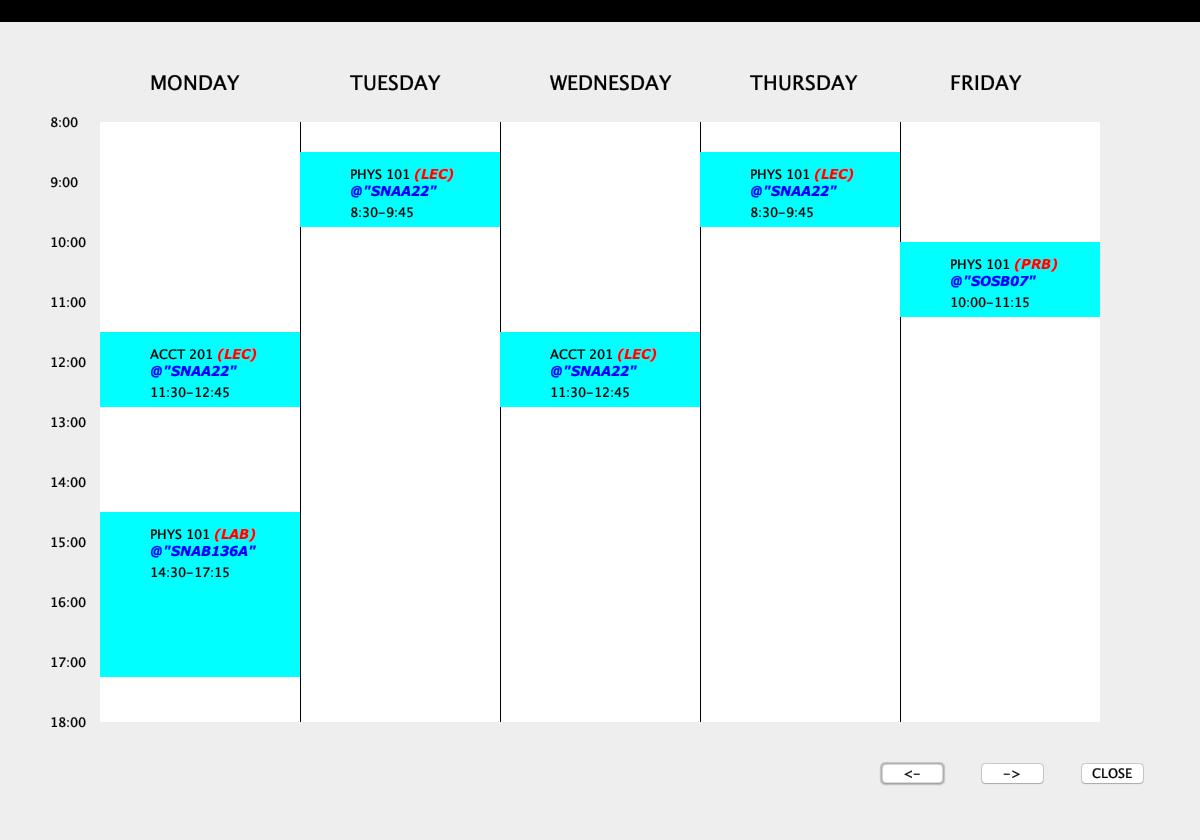 MONDAY TUESDAY WEDNESDAY THURSDAY FRIDAY
8:00
PHYS 101 (LEC)
@"SNAA22"
8:30-9:45
PHYS 101 (LEC)
@"SNAA22"
8:30-9:45
9:00
10:00
PHYS 101 (PRB)
@"SOSB07"
10:00-11:15
11:00
ACCT 201 (LEC)
@"SNAA22"
11:30-12:45
ACCT 201 (LEC)
@"SNAA22"
11:30-12:45
12:00
13:00
14:00
PHYS 101 (LAB)
@"SNAB136A"
14:30-17:15
15:00
16:00
17:00
18:00
<- -> CLOSE